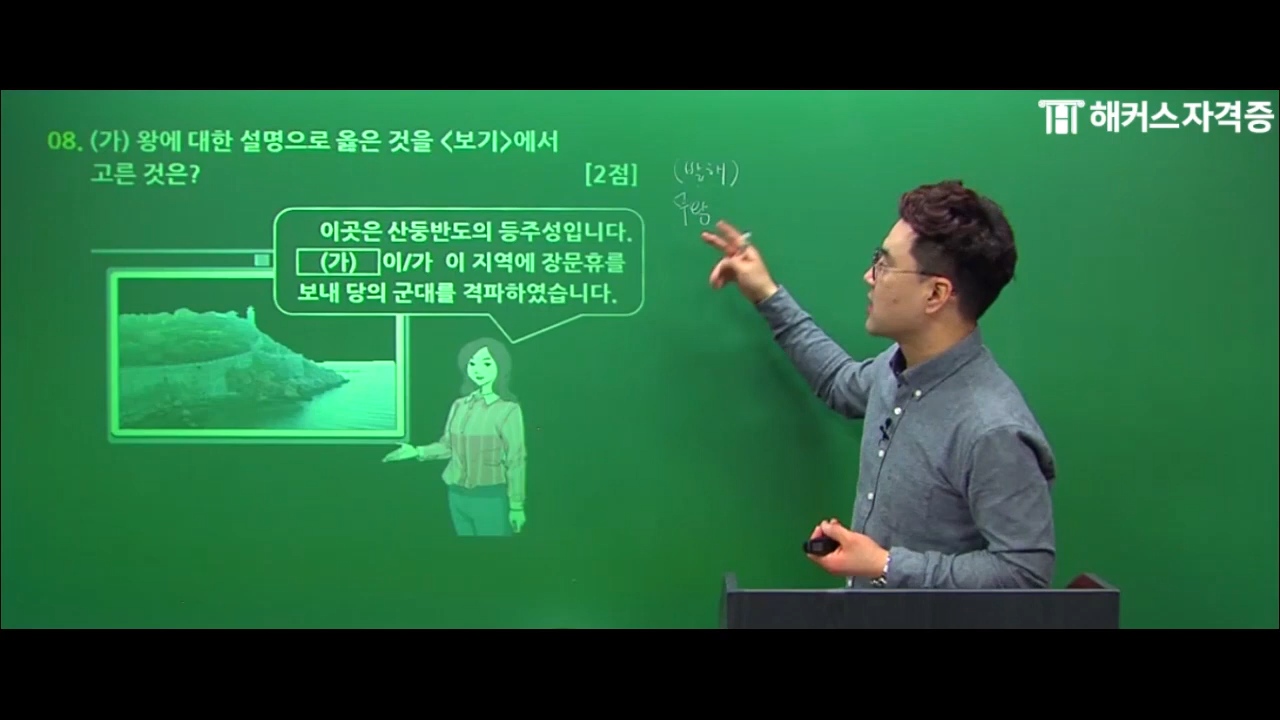 해커스자격증
08. (가) 왕에 대한 설명으로 옳은 것을 <보기>에서
고른 것은? [2점]
(발해)
이곳은 산둥반도의 등주성입니다.
(가) 이/가 이 지역에 장문휴를
보내 당의 군대를 격파하였습니다.